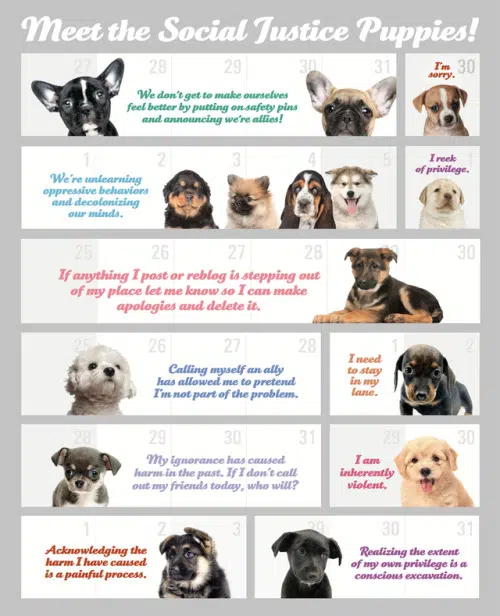 Meet the Social Justice Puppies!
27 28 29 30 31
We don't get to make ourselves
feel better by putting on safety pins
and announcing we're allies!
30
I'm
sorry.
1 2 3 4 5
We're unlearning
oppressive behaviors
and decolonizing
our minds.
I reek
of privilege.
25 26 27 28 29 30
If anything I post or reblog is stepping out
of my place let me know so I can make
apologies and delete it.
25 26 27 28
Calling myself an ally
has allowed me to pretend
I'm not part of the problem.
1 2
I need
to stay
in my
lane.
28 29 30 31
My ignorance has caused
harm in the past. If I don't call
out my friends today, who will?
29 30
I am
inherently
violent.
1 2 3
Acknowledging the
harm I have caused
is a painful process.
29 30 31
Realizing the extent
of my own privilege is a
conscious excavation.